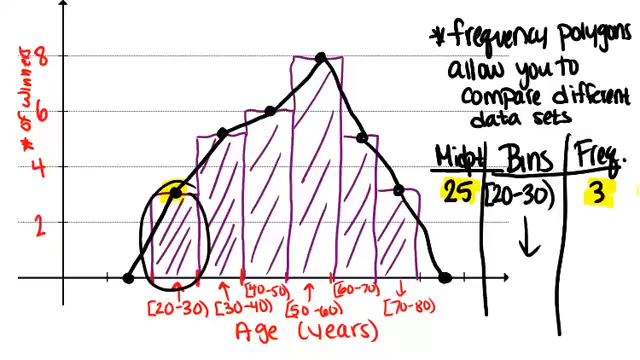 *frequency polygons
allow you to
compare different
data sets
Midpt Bins Freq.
25 [20-30) 3
# of winners
8
6
4
2
[20-30) [30-40) [40-50) [50-60) [60-70) [70-80)
Age (years)